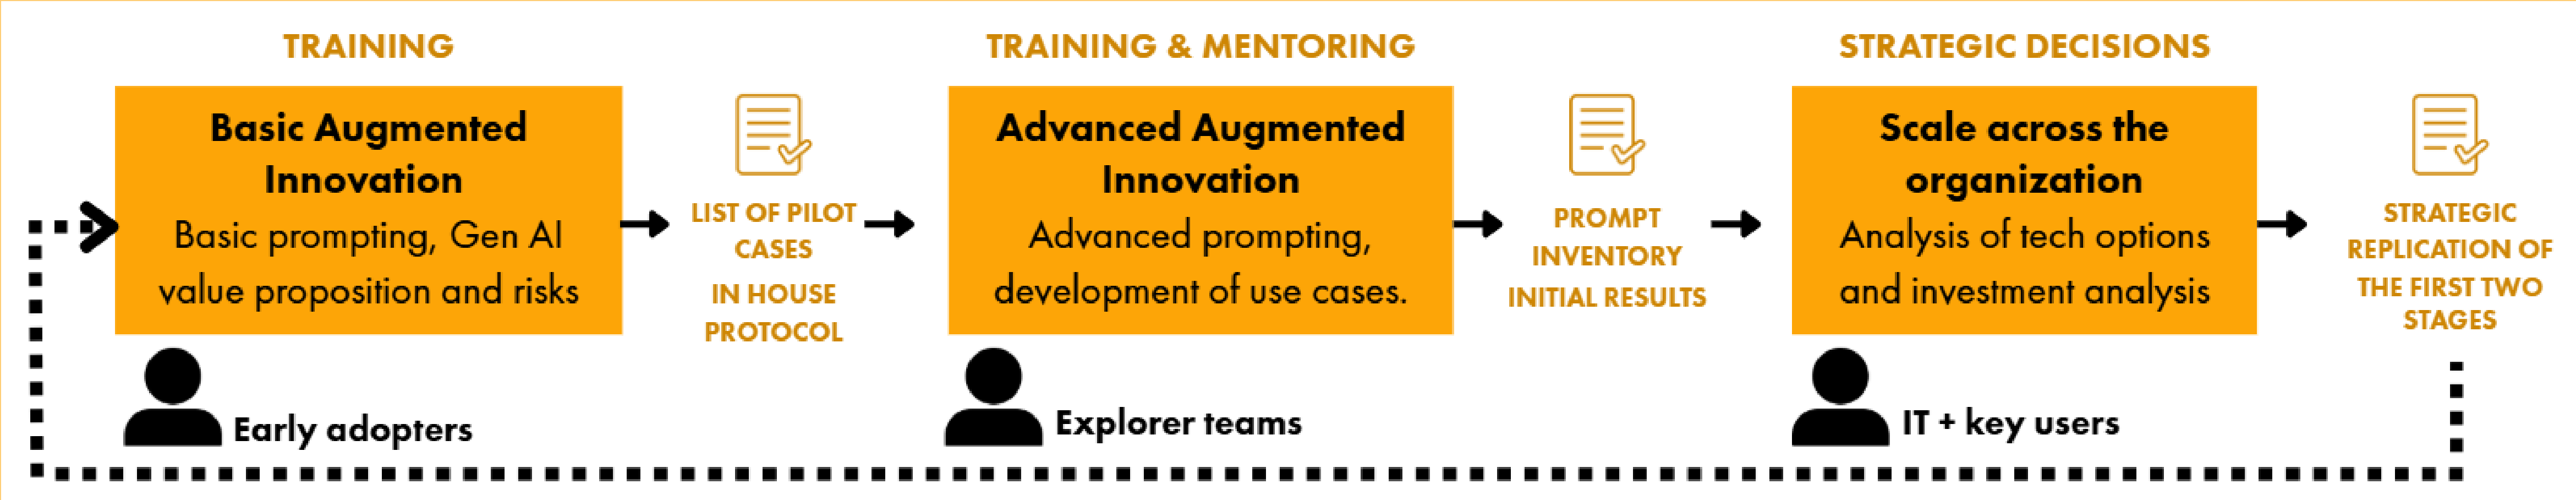 TRAINING
Basic Augmented
Innovation
Basic prompting, Gen AI
value proposition and risks
Early adopters
LIST OF PILOT
CASES
IN HOUSE
PROTOCOL
TRAINING & MENTORING
Advanced Augmented
Innovation
Advanced prompting,
development of use cases.
Explorer teams
PROMPT
INVENTORY
INITIAL RESULTS
STRATEGIC DECISIONS
Scale across the
organization
Analysis of tech options
and investment analysis
IT + key users
STRATEGIC
REPLICATION OF
THE FIRST TWO
STAGES